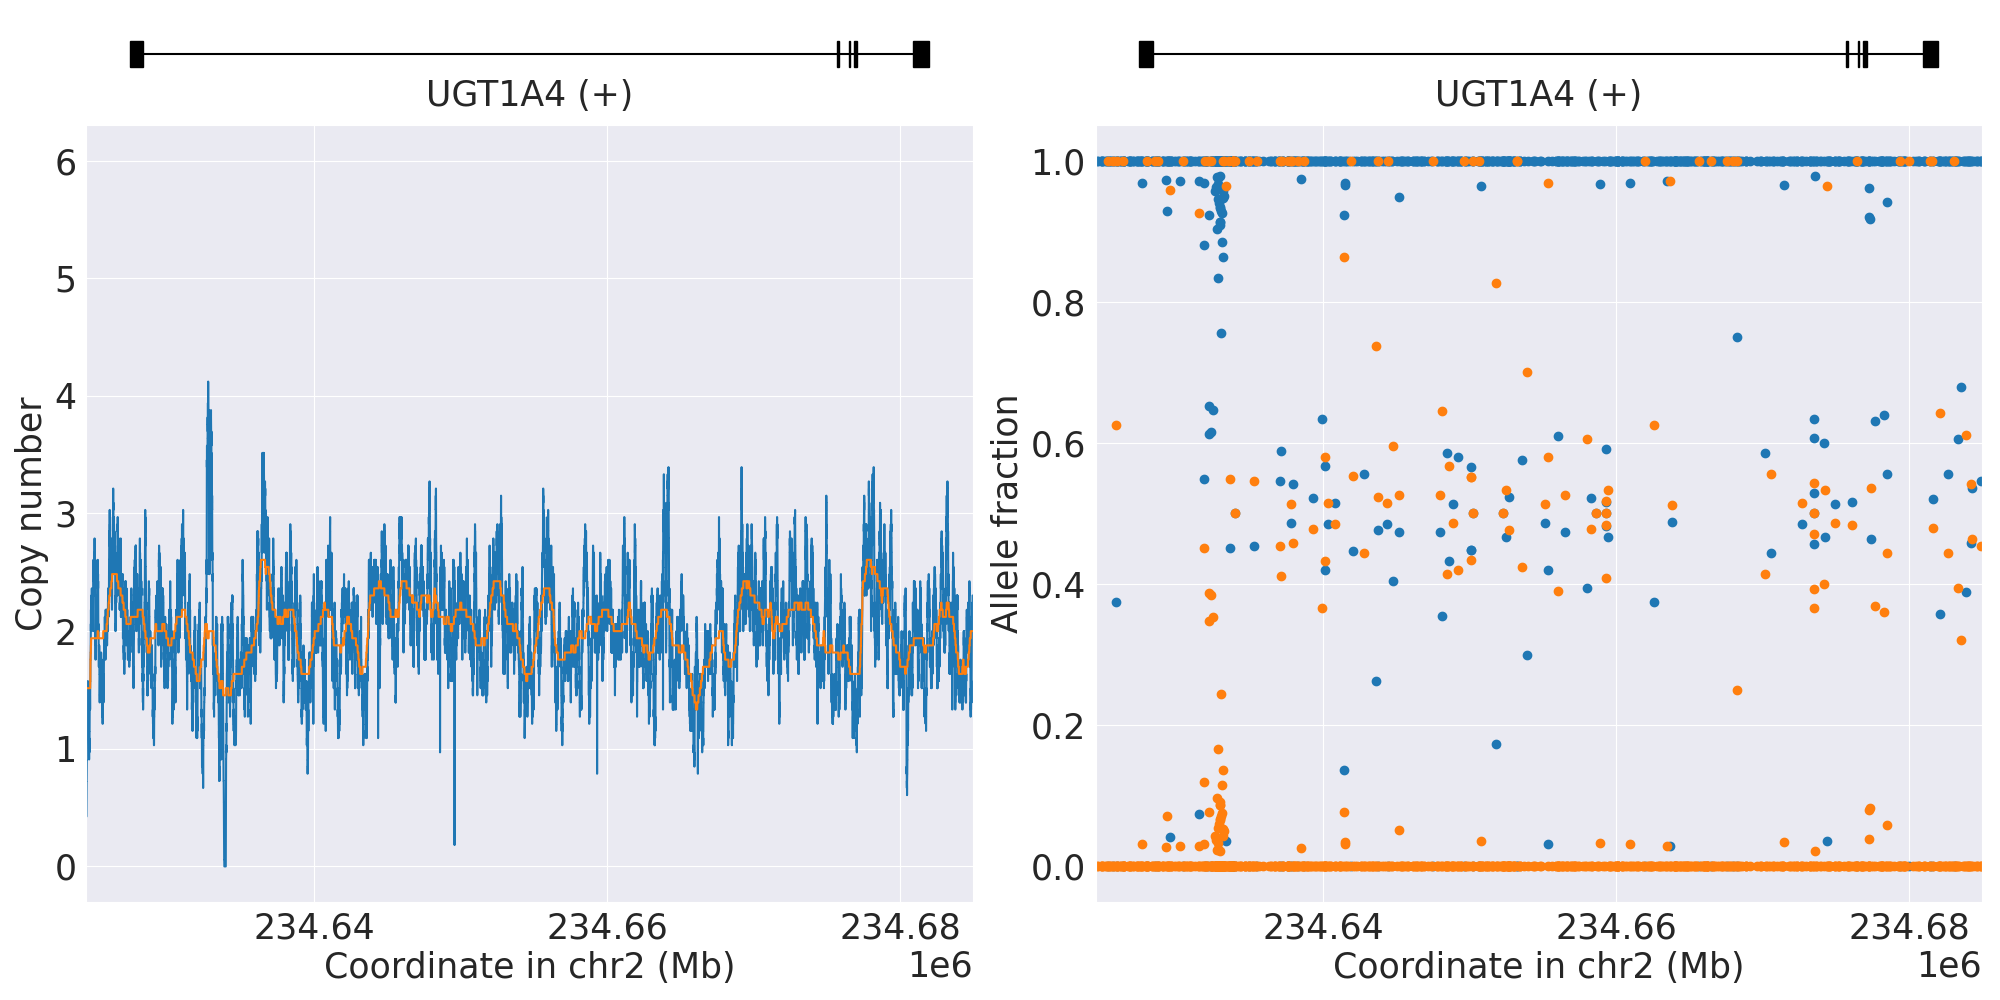 UGT1A4 (+)
6
5
4
3
2
1
0
Copy number
234.64
234.66
234.68
Coordinate in chr2 (Mb)
1e6
UGT1A4 (+)
1.0
0.8
0.6
0.4
0.2
0.0
Allele fraction
234.64
234.66
234.68
Coordinate in chr2 (Mb)
1e6